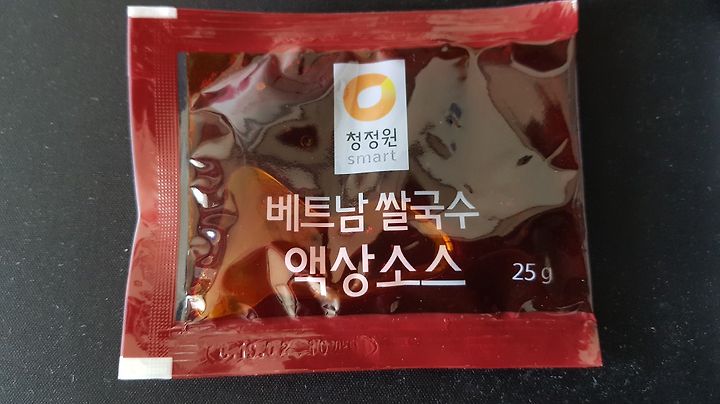 청정원
smart
베트남 쌀국수
액상소스
25g